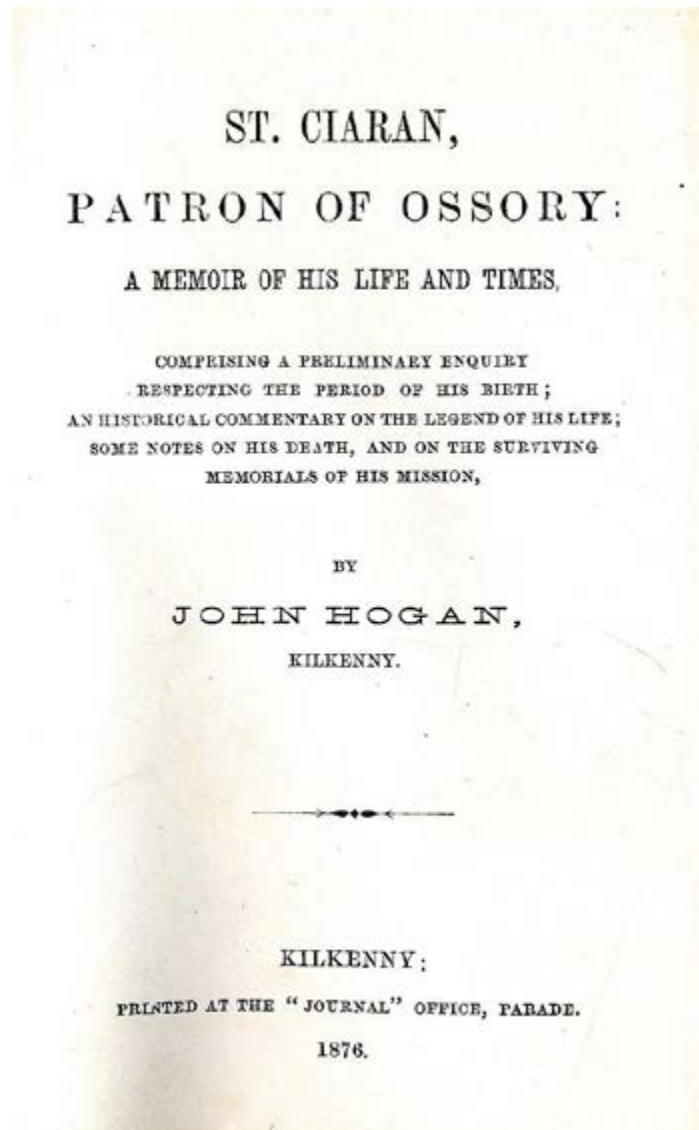 ST. CIARAN,
PATRON OF OSSORY:
A MEMOIR OF HIS LIFE AND TIMES,
COMPRISING A PRELIMINARY ENQUIRY
RESPECTING THE PERIOD OF HIS BIRTH;
AN HISTORICAL COMMENTARY ON THE LEGEND OF HIS LIFE;
SOME NOTES ON HIS DEATH, AND ON THE SURVIVING
MEMORIALS OF HIS MISSION,
BY
JOHN HOGAN,
KILKENNY.
KILKENNY:
PRINTED AT THE “JOURNAL” OFFICE, PARADE.
1876.